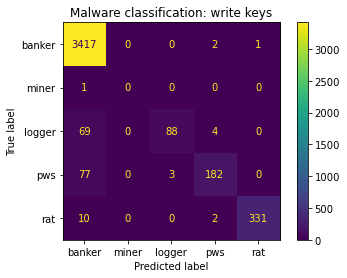 Malware classification: write keys
banker 3417 0 0 2 1
miner 1 0 0 0 0
logger 69 0 88 4 0
pws 77 0 3 182 0
rat 10 0 2 331
banker miner logger pws rat
Predicted label
True label
3000
2500
2000
1500
1000
500
0